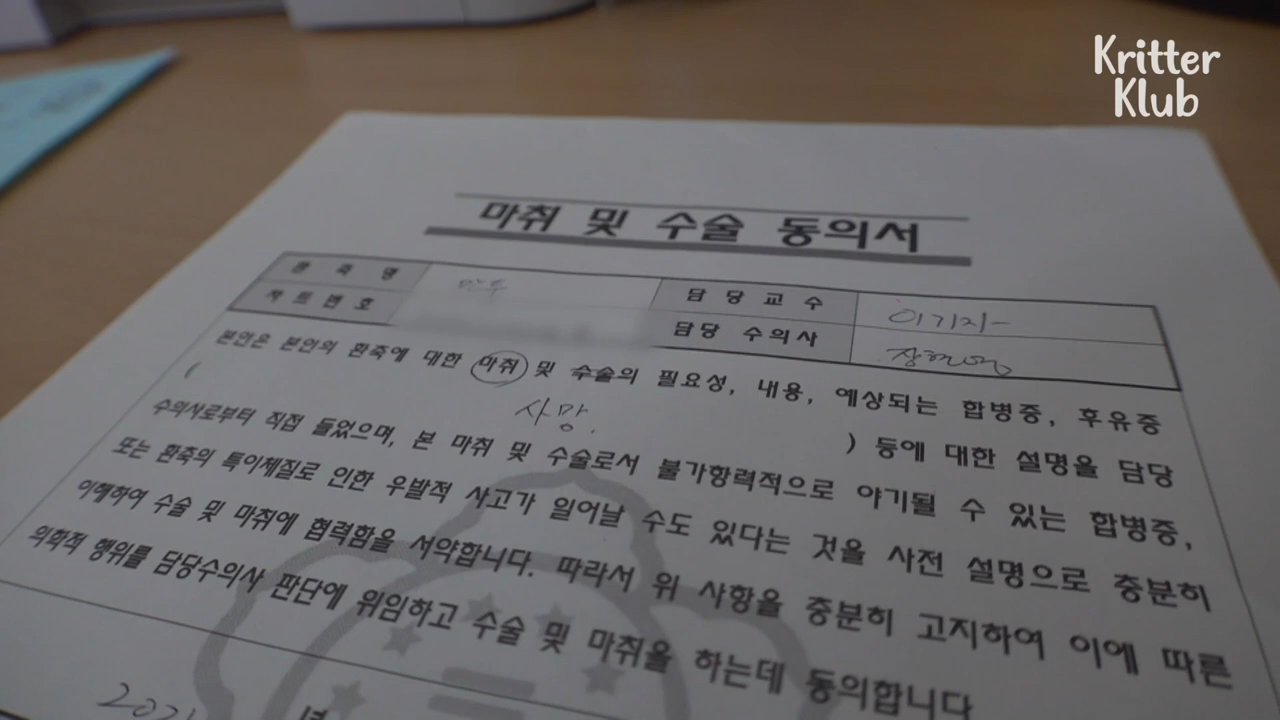 Kritter
Klub
마취 및 수술 동의서
환 축 명
담 당 교 수
이기자
차 트 번 호
담당 수의사
본인은 본인의 환축에 대한 마취 및 수술의 필요성, 내용, 예상되는 합병증, 후유증
( 사망. ) 등에 대한 설명을 담당
수의사로부터 직접 들었으며, 본 마취 및 수술로서 불가항력적으로 야기될 수 있는 합병증,
또는 환축의 특이체질로 인한 우발적 사고가 일어날 수도 있다는 것을 사전 설명으로 충분히
이해하여 수술 및 마취에 협력함을 서약합니다. 따라서 위 사항을 충분히 고지하여 이에 따른
의학적 행위를 담당수의사 판단에 위임하고 수술 및 마취을 하는데 동의합니다
2021 년